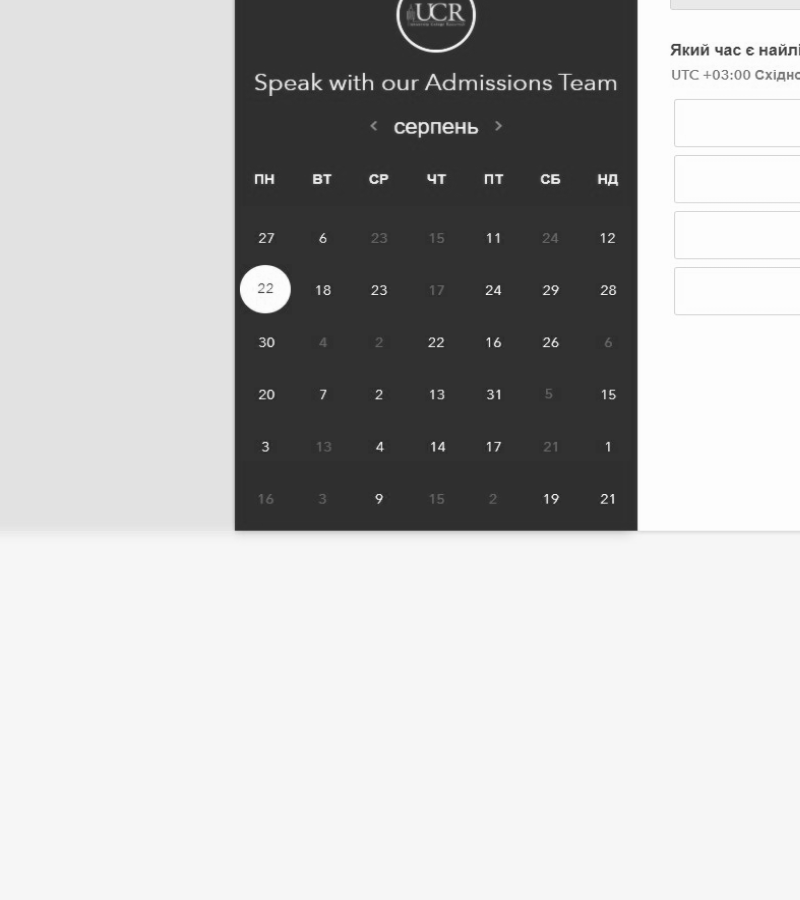 UCR
Speak with our Admissions Team
Який час є найлі
UTC +03:00 Східно
< серпень >
ПН ВТ СР ЧТ ПТ СБ НД
27 6 23 15 11 24 12
22 18 23 17 24 29 28
30 4 2 22 16 26 6
20 7 2 13 31 5 15
3 13 4 14 17 21 1
16 3 9 15 2 19 21